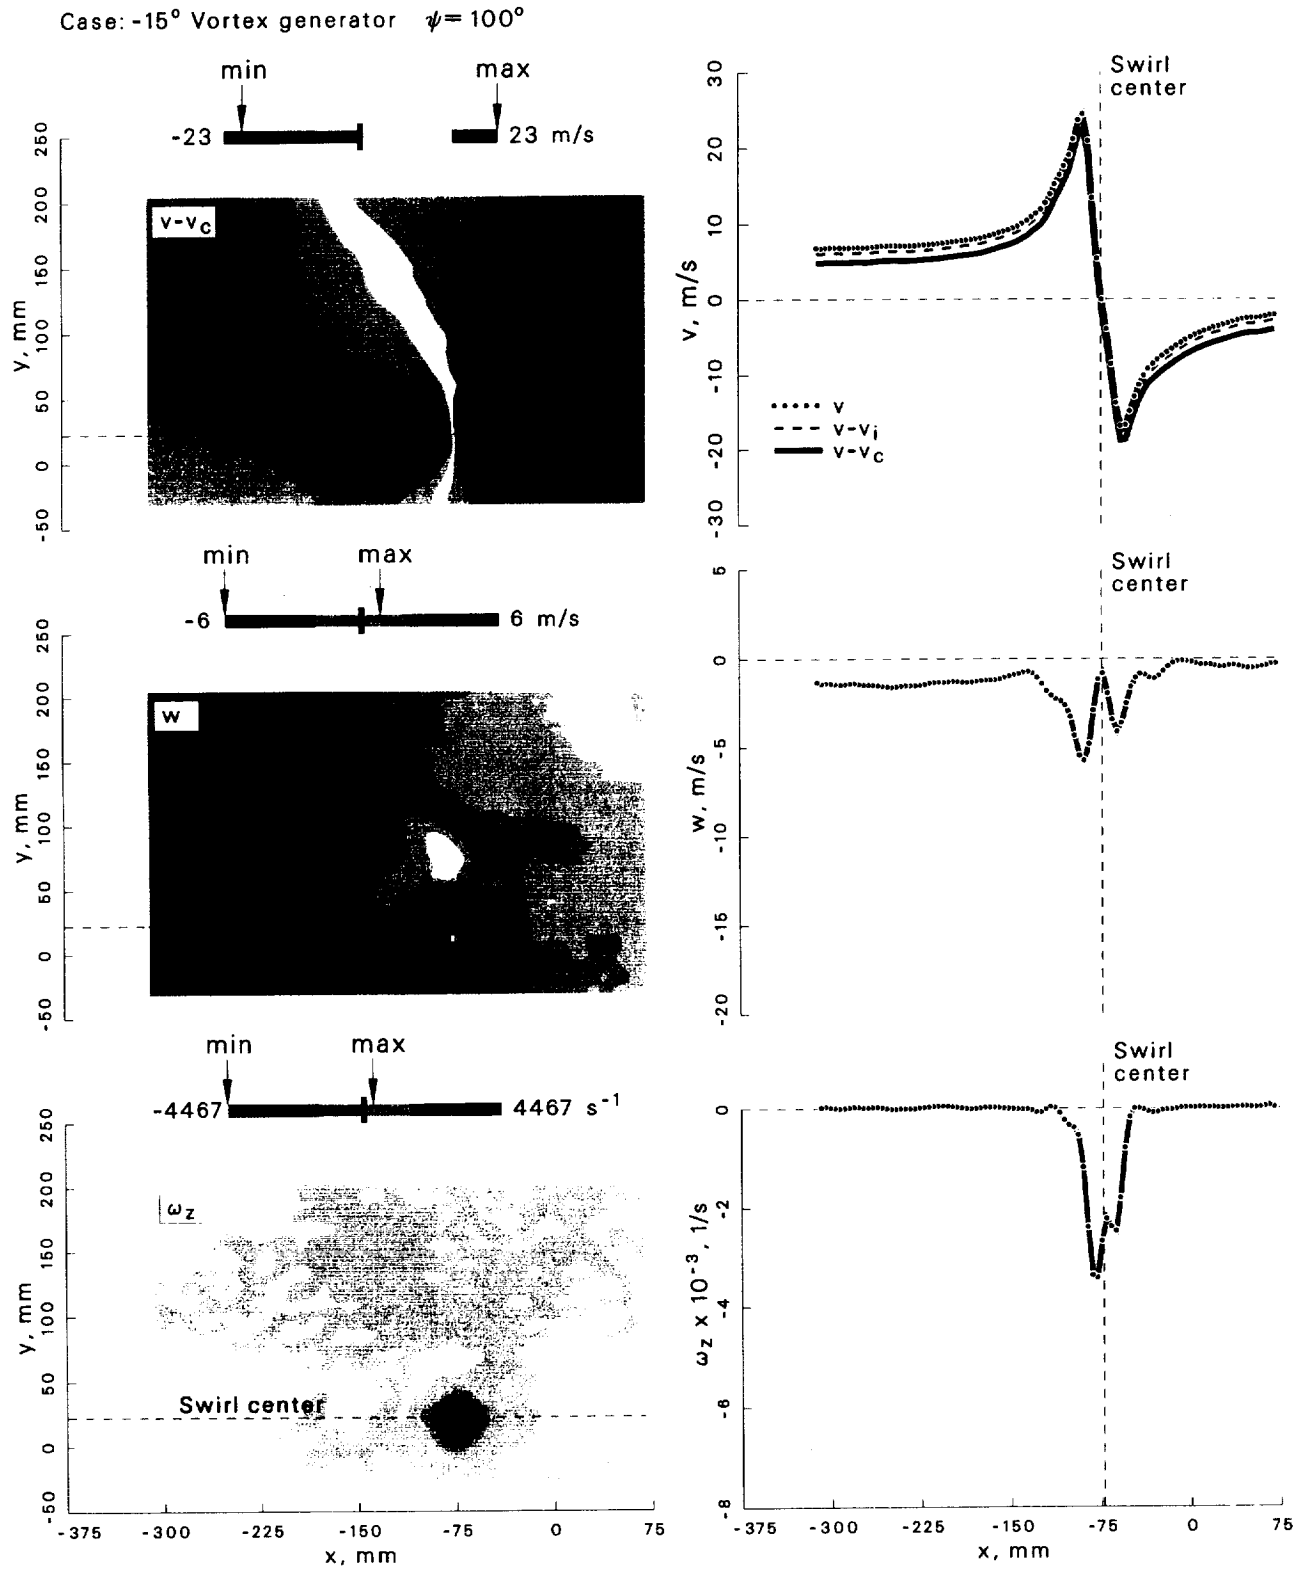 Case: -15° Vortex generator ψ = 100°
min max
-23 23 m/s
v-v_c
y, mm
250
200
150
100
50
0
-50
min max
-6 6 m/s
w
y, mm
250
200
150
100
50
0
-50
min max
-4467 4467 s⁻¹
ω_z
Swirl center
y, mm
250
200
150
100
50
0
-50
-375 -300 -225 -150 -75 0 75
x, mm
Swirl
center
v, m/s
30
20
10
0
-10
-20
-30
v
v-v_i
v-v_c
Swirl
center
w, m/s
5
0
-5
-10
-15
-20
Swirl
center
ω_z x 10⁻³, 1/s
0
-2
-4
-6
-8
-375 -300 -225 -150 -75 0 75
x, mm